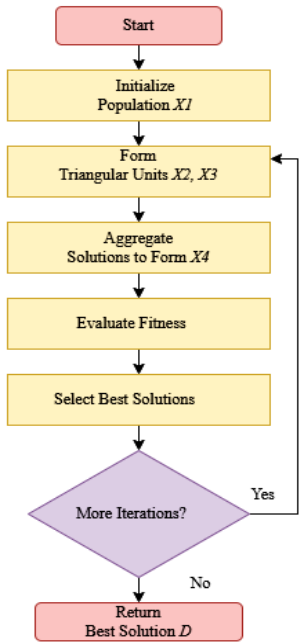 Start
Initialize
Population X1
Form
Triangular Units X2, X3
Aggregate
Solutions to Form X4
Evaluate Fitness
Select Best Solutions
More Iterations?
Yes
No
Return
Best Solution D